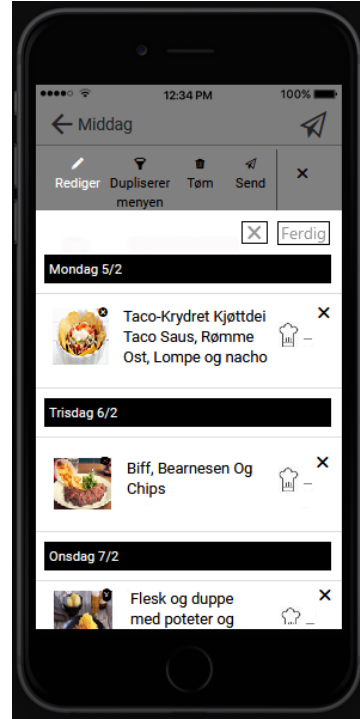 12:34 PM
100%
Middag
Rediger
Dupliserer
menyen
Tøm
Send
Ferdig
Mondag 5/2
Taco-Krydret Kjøttdei
Taco Saus, Rømme
Ost, Lompe og nacho
Trisdag 6/2
Biff, Bearnesen Og
Chips
Onsdag 7/2
Flesk og duppe
med poteter og